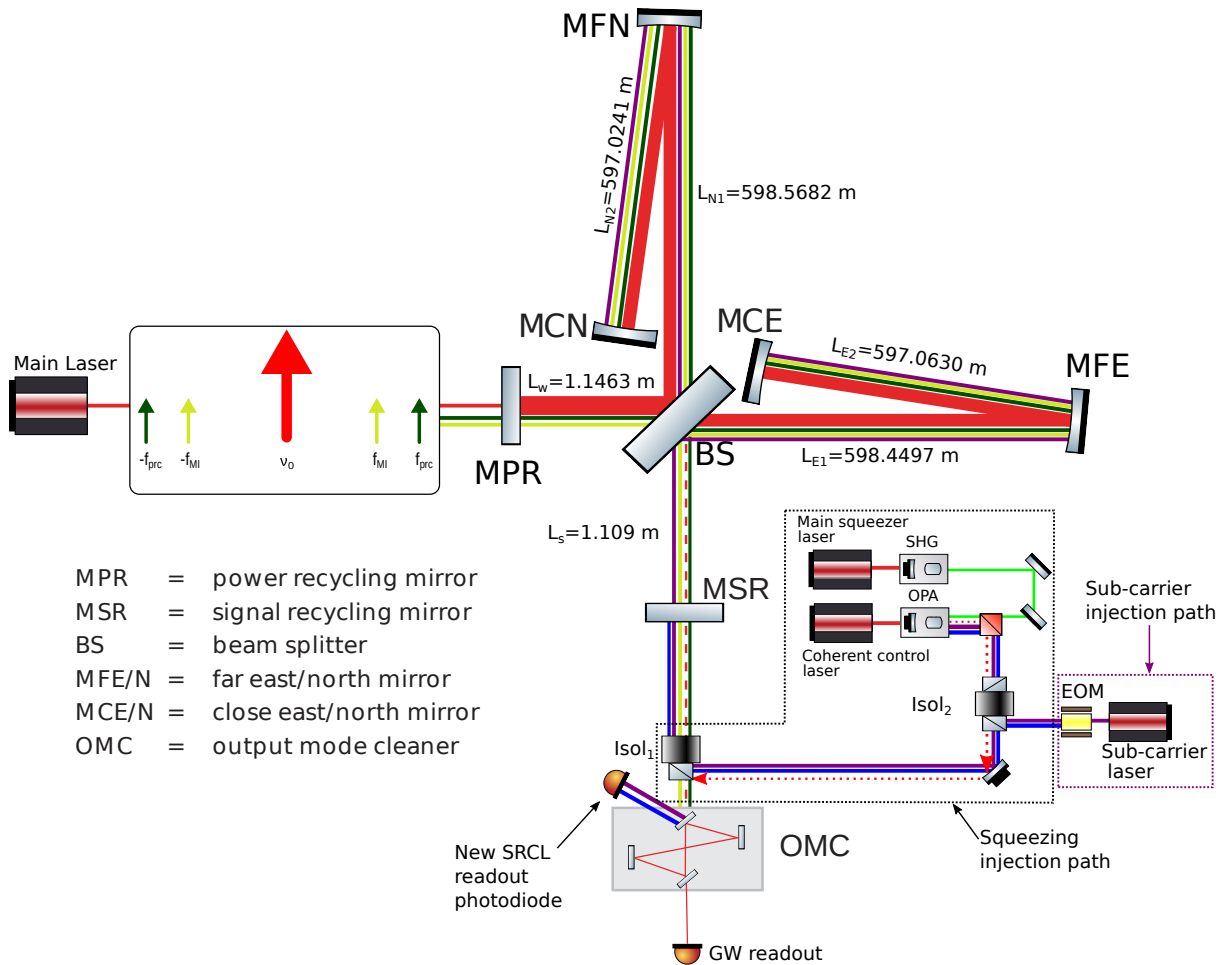 MFN
L_N2=597.0241 m
L_N1=598.5682 m
MCN
MCE
L_E2=597.0630 m
MFE
Main Laser
L_w=1.1463 m
-f_prc
-f_MI
ν_o
f_MI
f_prc
MPR
BS
L_E1=598.4497 m
L_s=1.109 m
MSR
MPR = power recycling mirror
MSR = signal recycling mirror
BS = beam splitter
MFE/N = far east/north mirror
MCE/N = close east/north mirror
OMC = output mode cleaner
Main squeezer
laser
SHG
OPA
Coherent control
laser
Sub-carrier
injection path
Isol_2
EOM
Sub-carrier
laser
Isol_1
OMC
Squeezing
injection path
New SRCL
readout
photodiode
GW readout